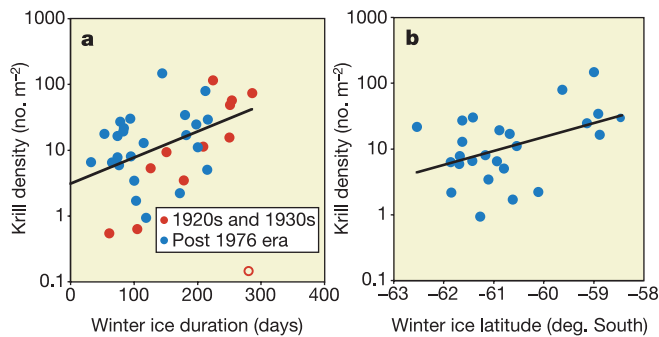 a
Krill density (no. m–2)
1000
100
10
1
0.1
0
100
200
300
400
1920s and 1930s
Post 1976 era
Winter ice duration (days)
b
Krill density (no. m–2)
1000
100
10
1
0.1
–63
–62
–61
–60
–59
–58
Winter ice latitude (deg. South)